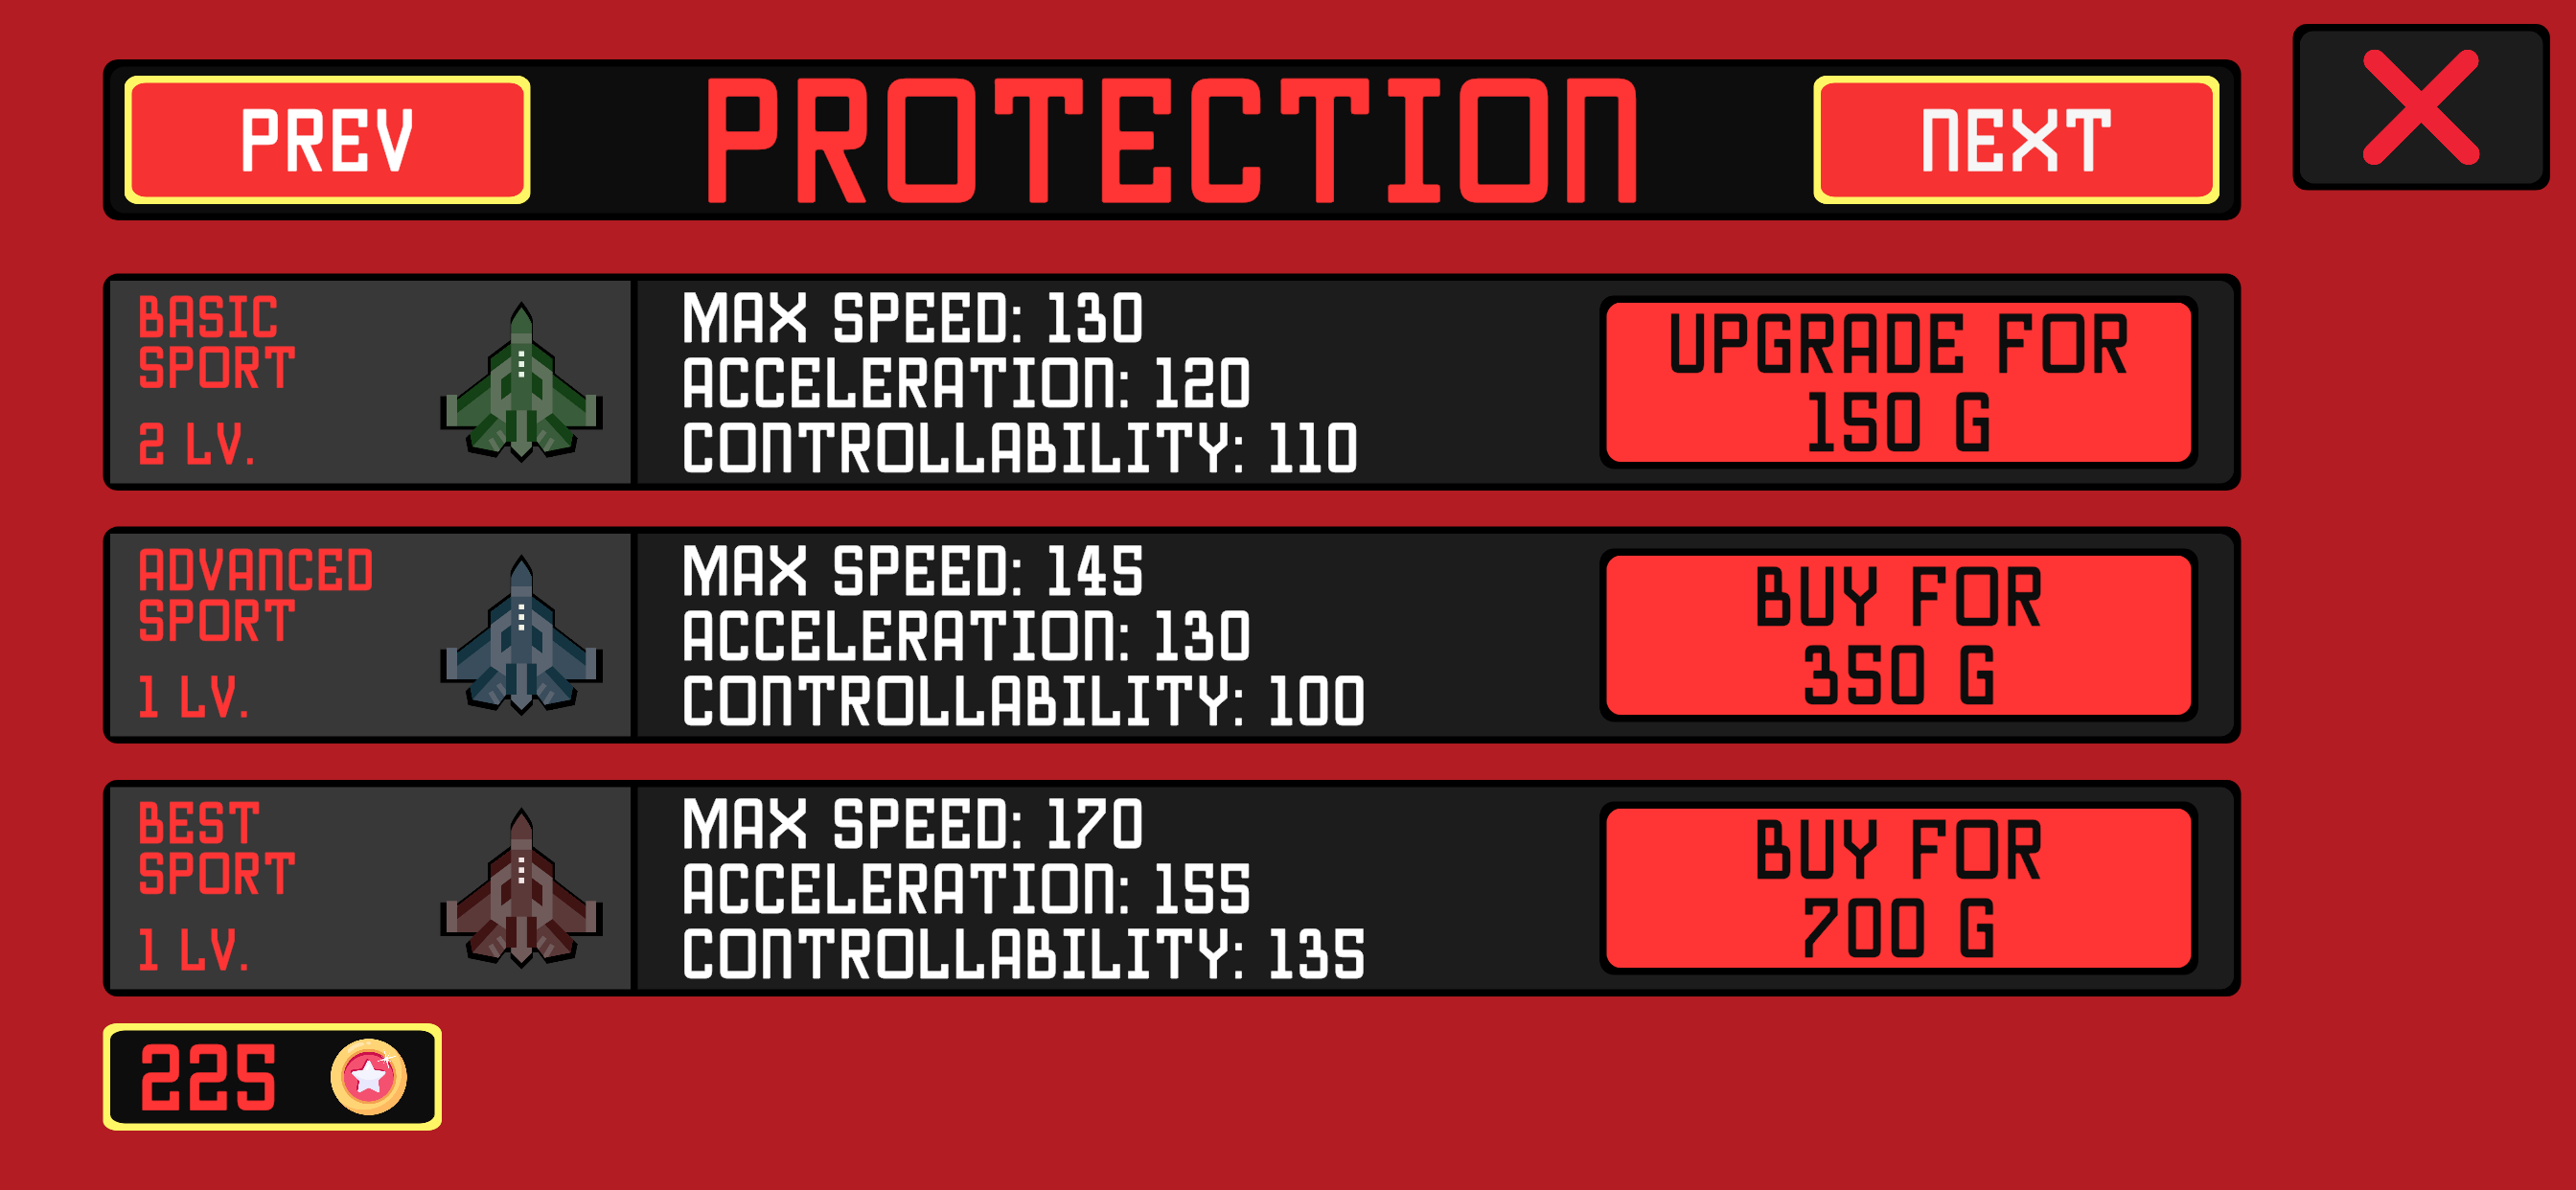 PREV
PROTECTION
NEXT
BASIC
SPORT
2 LV.
MAX SPEED: 130
ACCELERATION: 120
CONTROLLABILITY: 110
UPGRADE FOR
150 G
ADVANCED
SPORT
1 LV.
MAX SPEED: 145
ACCELERATION: 130
CONTROLLABILITY: 100
BUY FOR
350 G
BEST
SPORT
1 LV.
MAX SPEED: 170
ACCELERATION: 155
CONTROLLABILITY: 135
BUY FOR
700 G
225